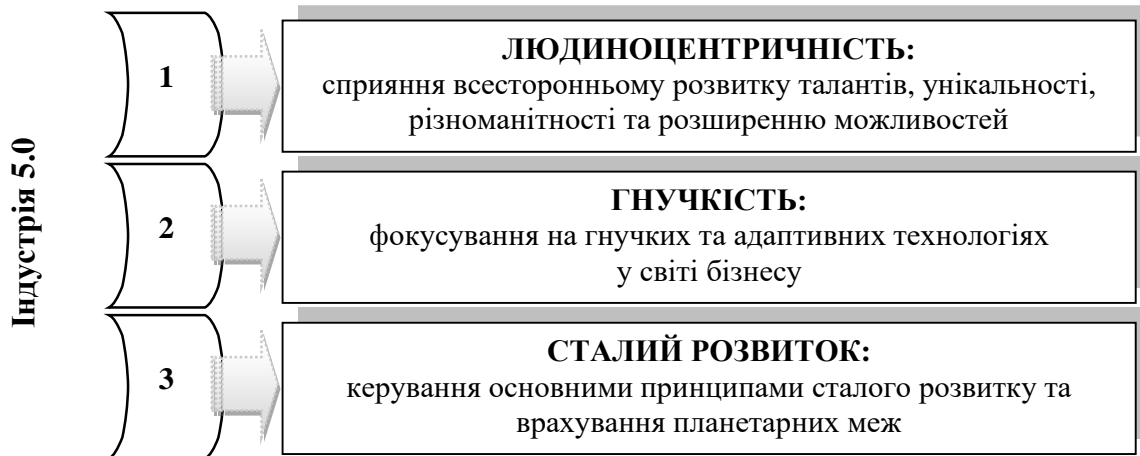 Індустрія 5.0
1
ЛЮДИНОЦЕНТРИЧНІСТЬ:
сприяння всесторонньому розвитку талантів, унікальності,
різноманітності та розширенню можливостей
2
ГНУЧКІСТЬ:
фокусування на гнучких та адаптивних технологіях
у світі бізнесу
3
СТАЛИЙ РОЗВИТОК:
керування основними принципами сталого розвитку та
врахування планетарних меж